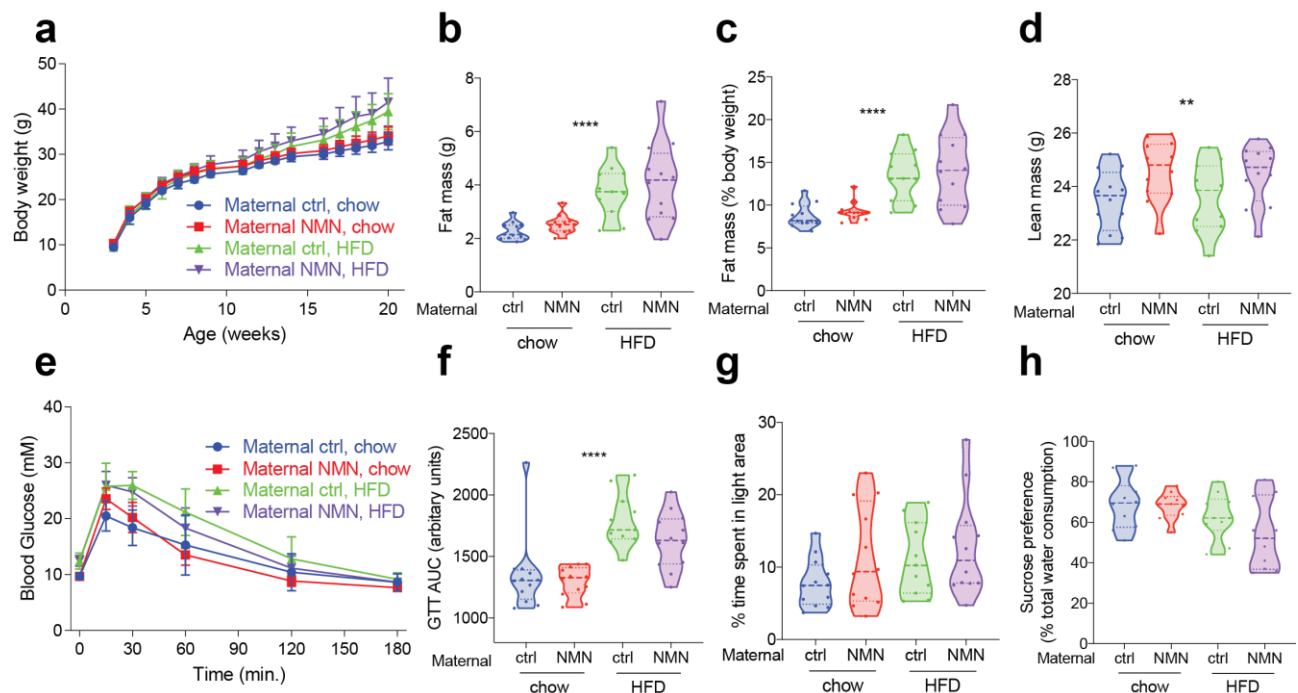 a
Body weight (g)
50
40
30
20
10
0
0 5 10 15 20
Age (weeks)
Maternal ctrl, chow
Maternal NMN, chow
Maternal ctrl, HFD
Maternal NMN, HFD
b
Fat mass (g)
8
6
4
2
0
****
Maternal ctrl NMN ctrl NMN
chow HFD
c
Fat mass (% body weight)
25
20
15
10
5
0
****
ctrl NMN ctrl NMN
Maternal
chow HFD
d
Lean mass (g)
28
26
24
22
20
**
Maternal ctrl NMN ctrl NMN
chow HFD
e
Blood Glucose (mM)
40
30
20
10
0
0 30 60 90 120 150 180
Time (min.)
Maternal ctrl, chow
Maternal NMN, chow
Maternal ctrl, HFD
Maternal NMN, HFD
f
GTT AUC (arbitary units)
2500
2000
1500
1000
****
Maternal ctrl NMN ctrl NMN
chow HFD
g
% time spent in light area
30
20
10
0
Maternal ctrl NMN ctrl NMN
chow HFD
h
Sucrose preference
(% total water consumption)
100
80
60
40
20
0
Maternal ctrl NMN ctrl NMN
chow HFD